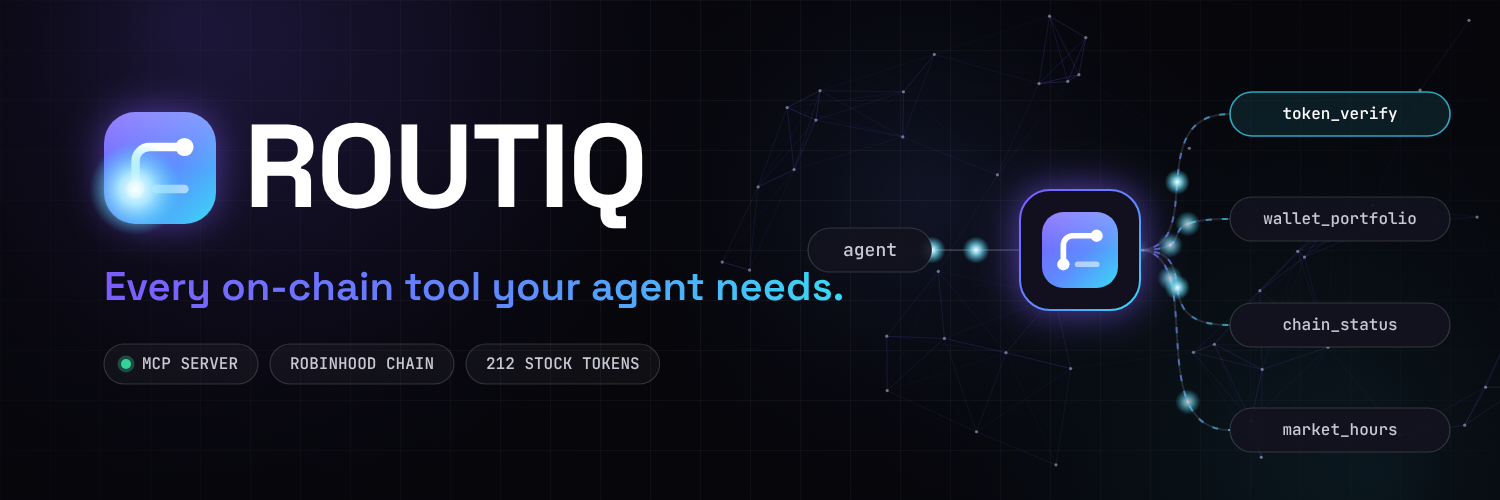 ROUTIQ
Every on-chain tool your agent needs.
MCP SERVER
ROBINHOOD CHAIN
212 STOCK TOKENS
agent
token_verify
wallet_portfolio
chain_status
market_hours